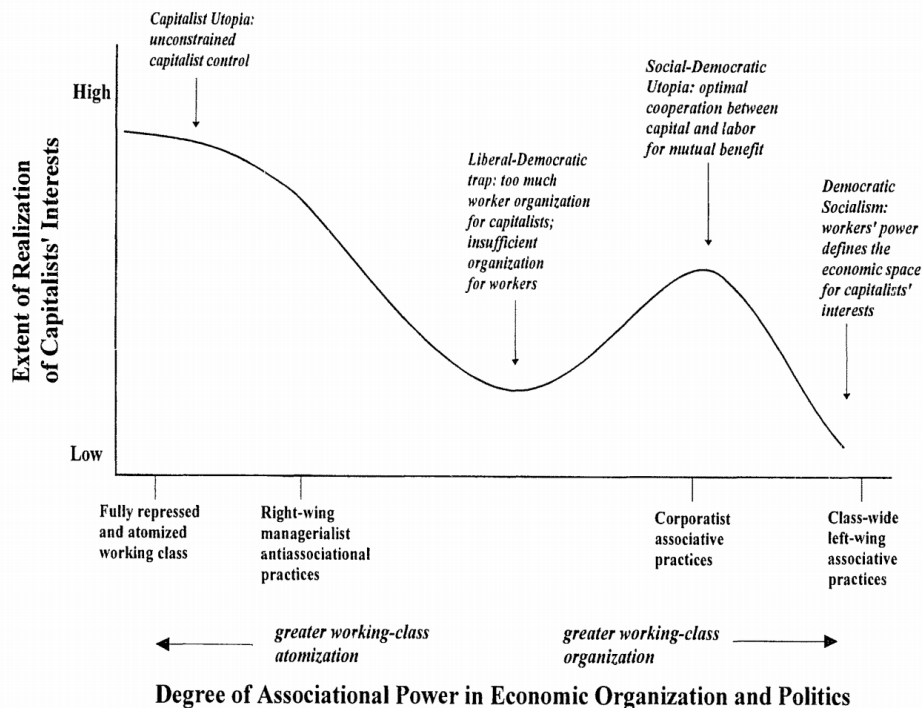 Capitalist Utopia:
unconstrained
capitalist control
High
Social-Democratic
Utopia: optimal
cooperation between
capital and labor
for mutual benefit
Liberal-Democratic
trap: too much
worker organization
for capitalists;
insufficient
organization
for workers
Democratic
Socialism:
workers' power
defines the
economic space
for capitalists'
interests
Extent of Realization
of Capitalists' Interests
Low
Fully repressed
and atomized
working class
Right-wing
managerialist
antiassociational
practices
Corporatist
associative
practices
Class-wide
left-wing
associative
practices
greater working-class
atomization
greater working-class
organization
Degree of Associational Power in Economic Organization and Politics